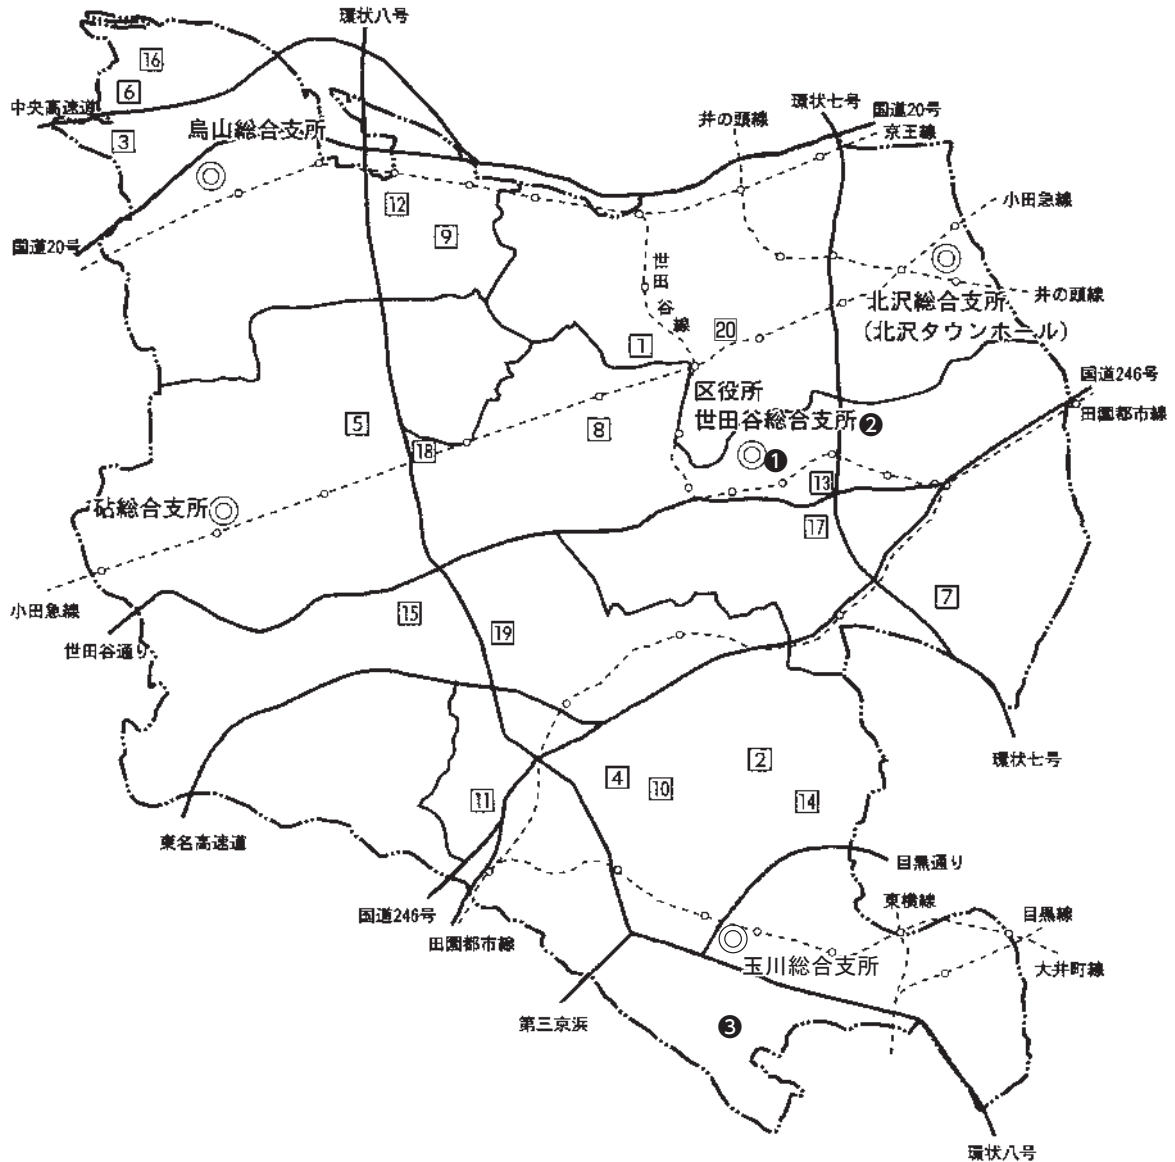 環状八号
16
6
中央高速道
3
烏山総合支所
環状七号
国道20号
井の頭線
京王線
12
小田急線
9
国道20号
世田谷線
北沢総合支所
(北沢タウンホール)
井の頭線
20
1
国道246号
区役所
世田谷総合支所
❷
田園都市線
5
8
18
❶
13
砧総合支所
17
小田急線
7
15
19
世田谷通り
環状七号
2
4
10
11
14
東名高速道
目黒通り
国道246号
東横線
目黒線
田園都市線
玉川総合支所
大井町線
第三京浜
❸
環状八号